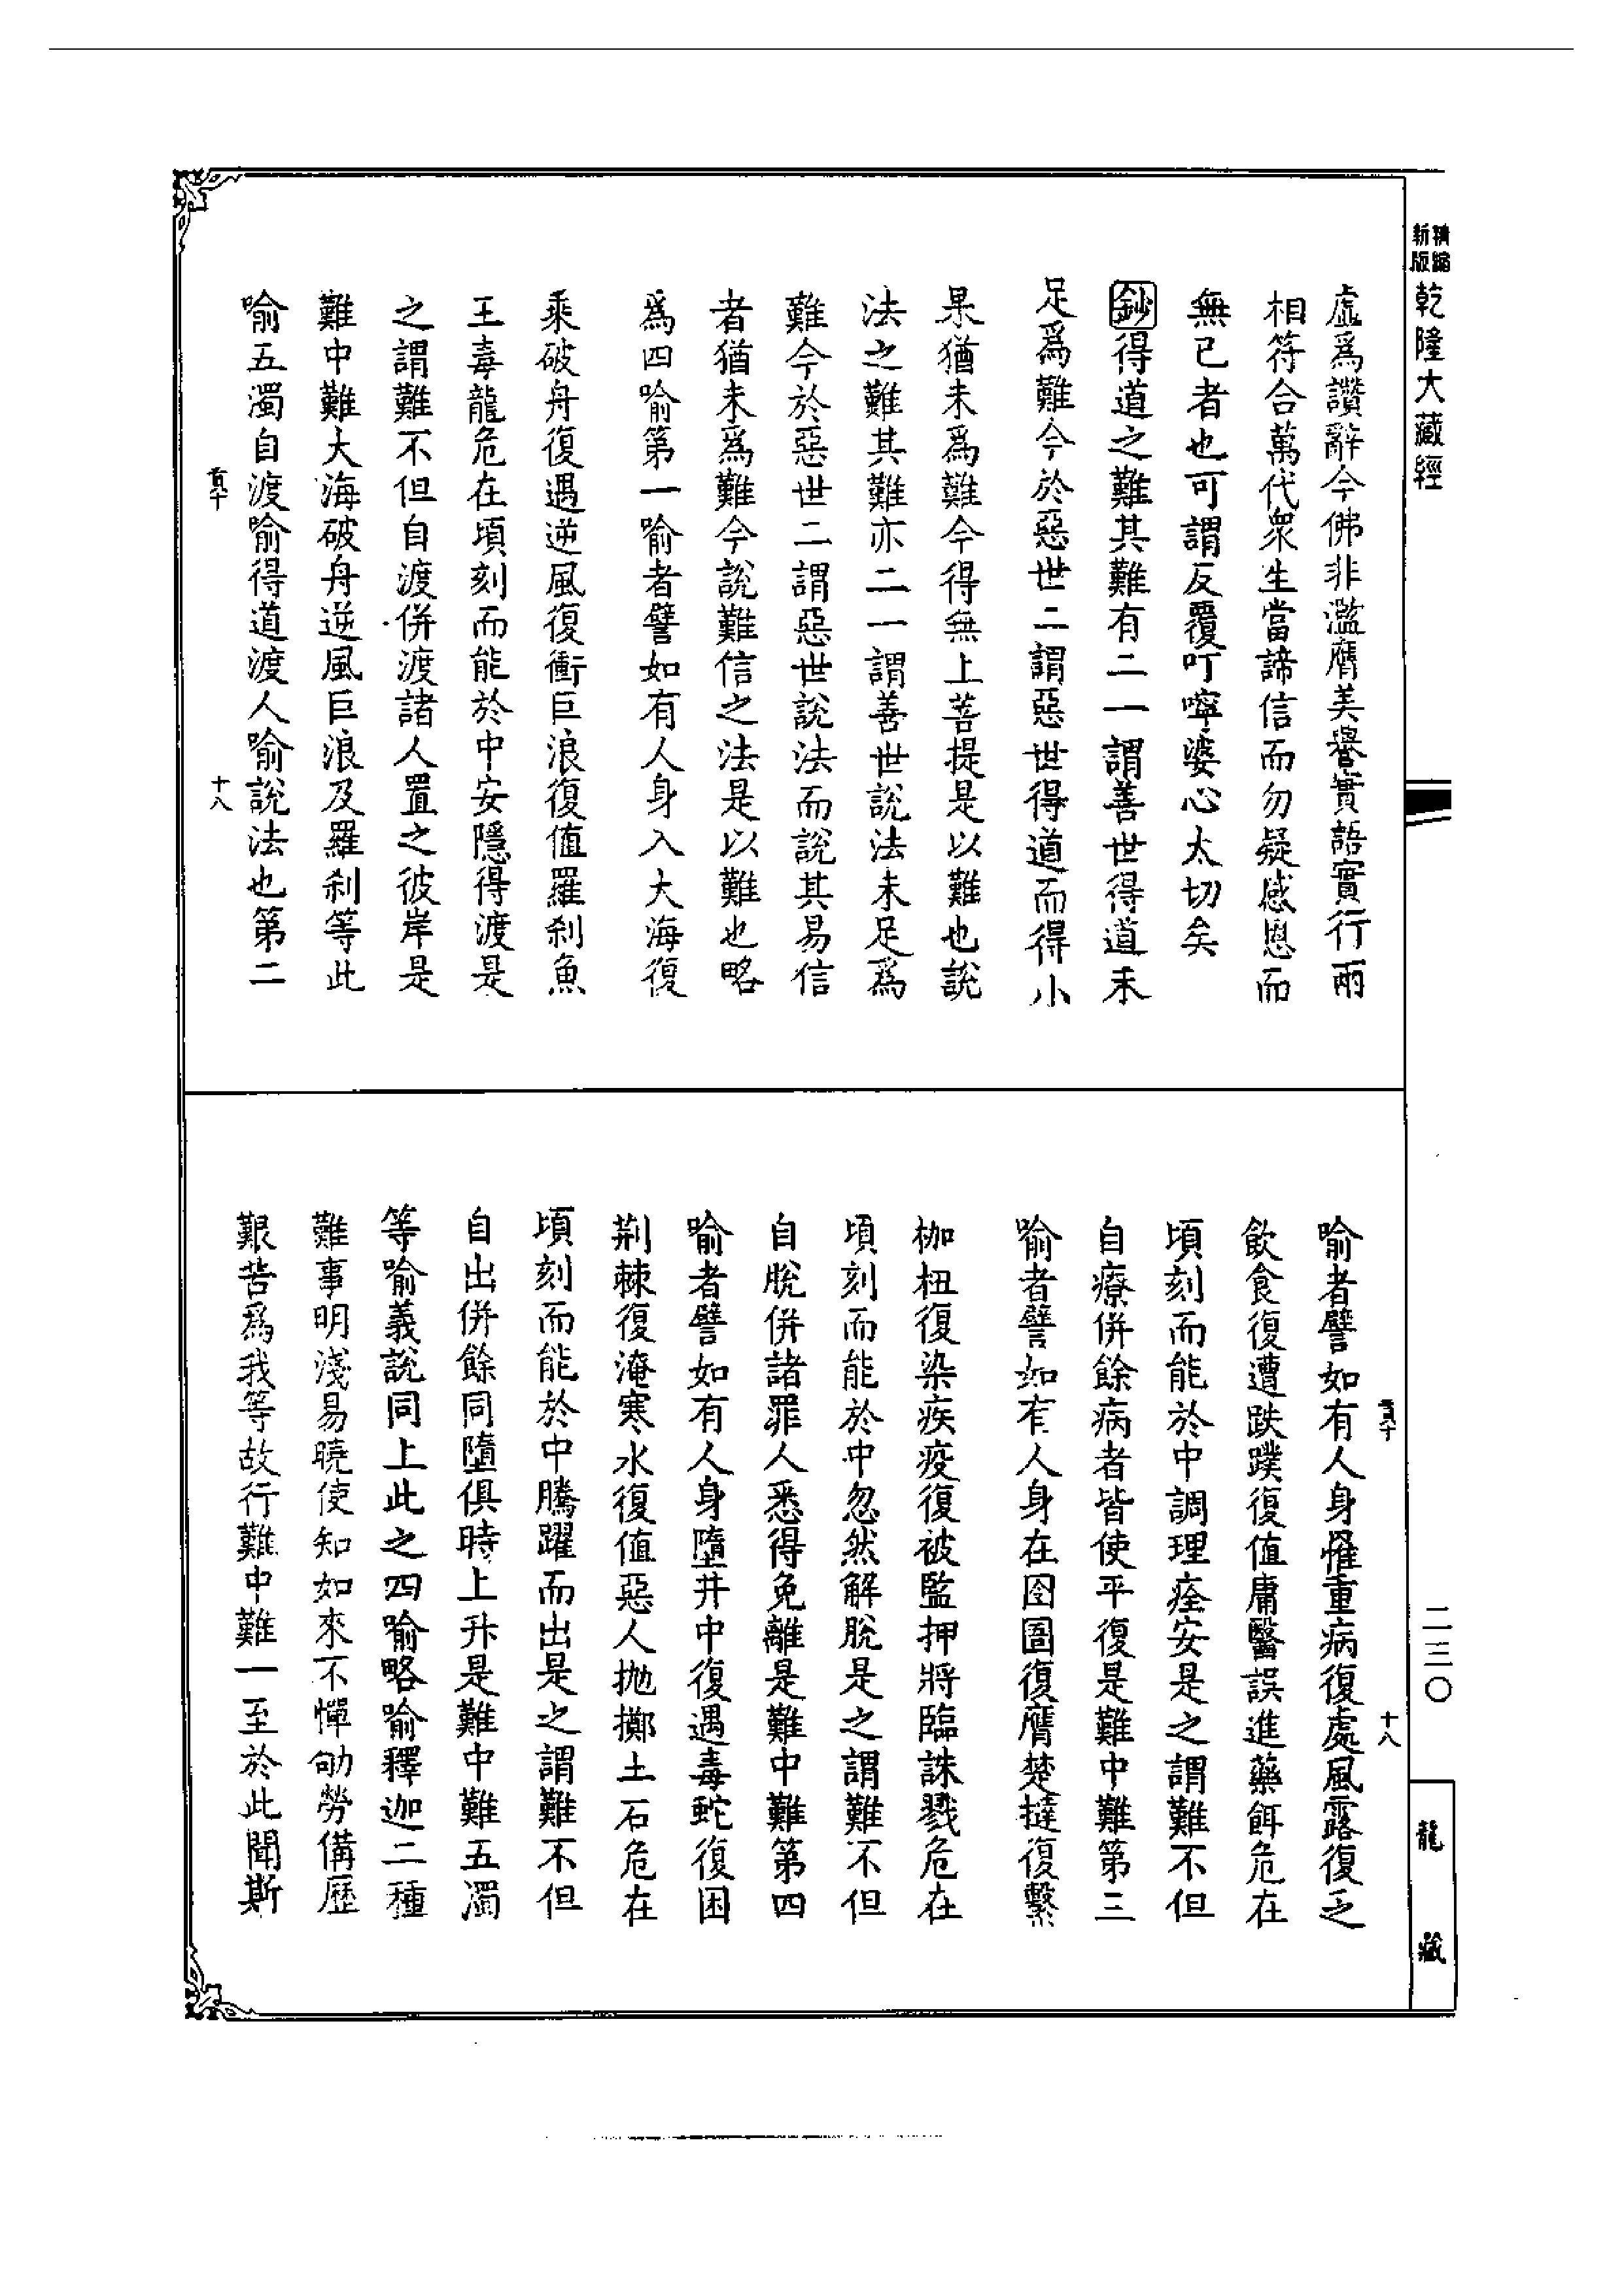 精縮
新版
乾隆大藏經
虛爲讚辭今佛非濫膺美譽實語實行兩
相符合萬代衆生當諦信而勿疑感恩而
無已者也可謂反覆叮嚀婆心太切矣
鈔得道之難其難有二一謂善世得道未
足爲難今於惡世二謂惡世得道而得小
果猶未爲難今得無上菩提是以難也說
法之難其難亦二一謂善世說法未足爲
難今於惡世二謂惡世說法而說其易信
者猶未爲難今說難信之法是以難也略
爲四喻第一喻者譬如有人身入大海復
乘破舟復遇逆風復衝巨浪復值羅刹魚
王毒龍危在頃刻而能於中安隱得渡是
之謂難不但自渡併渡諸人置之彼岸是
難中難大海破舟逆風巨浪及羅刹等此
喻五濁自渡喻得道渡人喻說法也第二
十八
喻者譬如有人身罹重病復處風露復乏
飲食復遭跌蹼復值庸醫誤進藥餌危在
頃刻而能於中調理痊安是之謂難不但
自療併餘病者皆使平復是難中難第三
喻者譬如有人身在囹圄復膺楚撻復繫
枷杻復染疾疫復被監押將臨誅戮危在
頃刻而能於中忽然解脫是之謂難不但
自脫併諸罪人悉得免離是難中難第四
喻者譬如有人身墮井中復遇毒蛇復困
荆棘復淹寒水復值惡人拋擲土石危在
頃刻而能於中騰躍而出是之謂難不但
自出併餘同墮俱時上升是難中難五濁
等喻義說同上此之四喻略喻釋迦二種
難事明淺易曉使知如來不憚劬勞備歷
艱苦爲我等故行難中難一至於此聞斯
十八
二三〇
龍藏